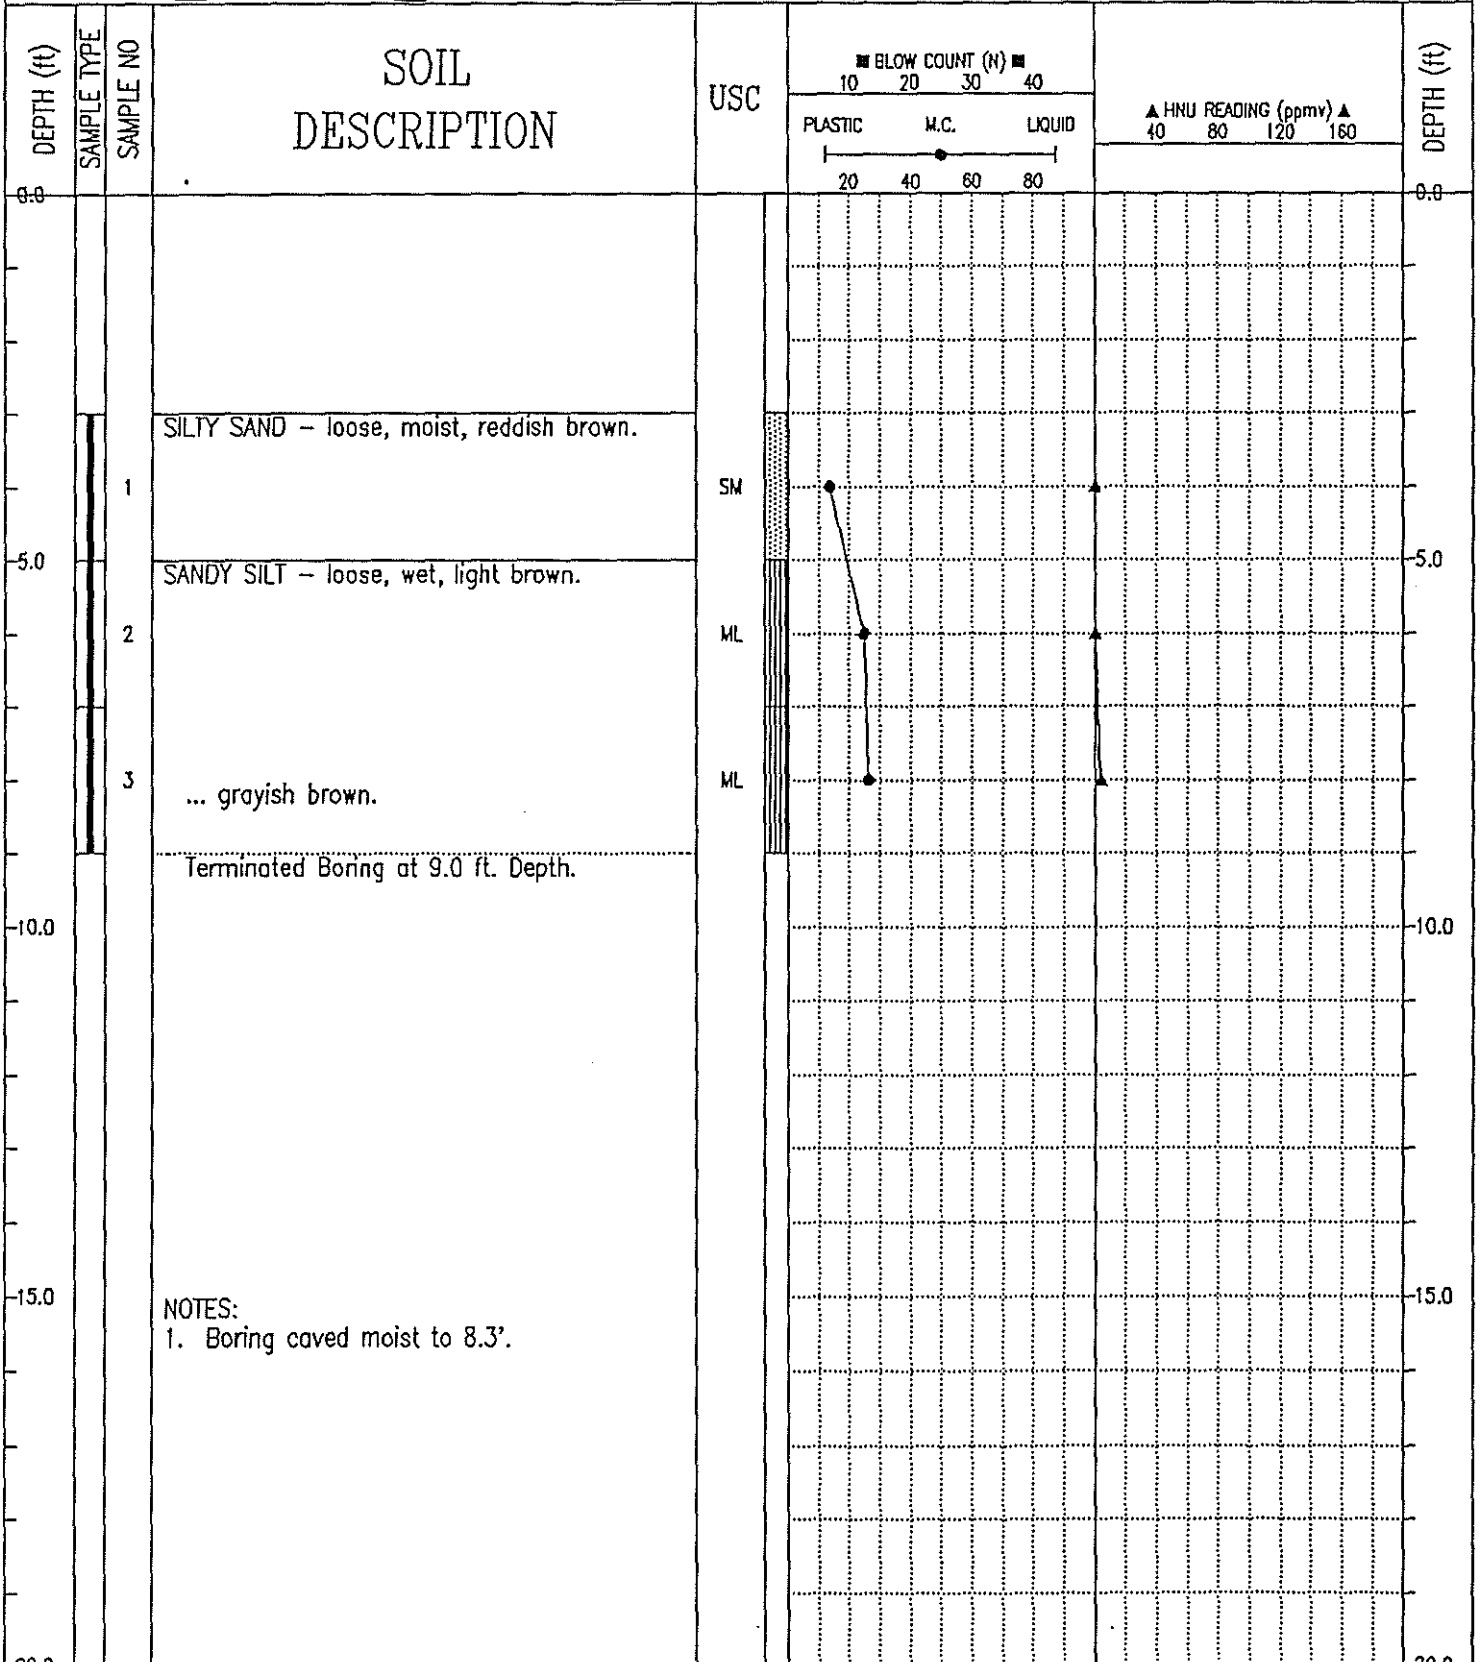 DEPTH (ft)
SAMPLE TYPE
SAMPLE NO
SOIL
DESCRIPTION
USC
■ BLOW COUNT (N) ■
10 20 30 40
PLASTIC M.C. LIQUID
20 40 60 80
▲ HNU READING (ppmv) ▲
40 80 120 160
DEPTH (ft)
0.0 0.0
SILTY SAND – loose, moist, reddish brown.
1 SM
5.0 5.0
SANDY SILT – loose, wet, light brown.
2 ML
3 ML
... grayish brown.
Terminated Boring at 9.0 ft. Depth.
10.0 10.0
15.0 15.0
NOTES:
1. Boring caved moist to 8.3'.